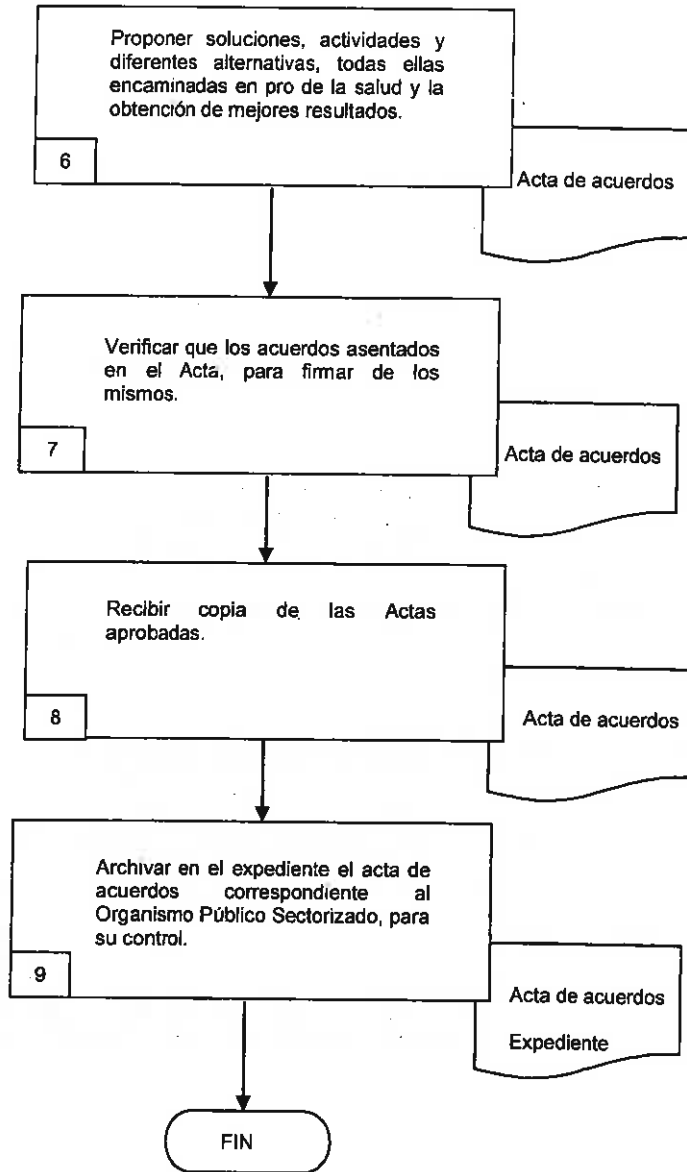 Proponer soluciones, actividades y
diferentes alternativas, todas ellas
encaminadas en pro de la salud y la
obtención de mejores resultados.
6
Acta de acuerdos
Verificar que los acuerdos asentados
en el Acta, para firmar de los
mismos.
7
Acta de acuerdos
Recibir copia de las Actas
aprobadas.
8
Acta de acuerdos
Archivar en el expediente el acta de
acuerdos correspondiente al
Organismo Público Sectorizado, para
su control.
9
Acta de acuerdos
Expediente
FIN